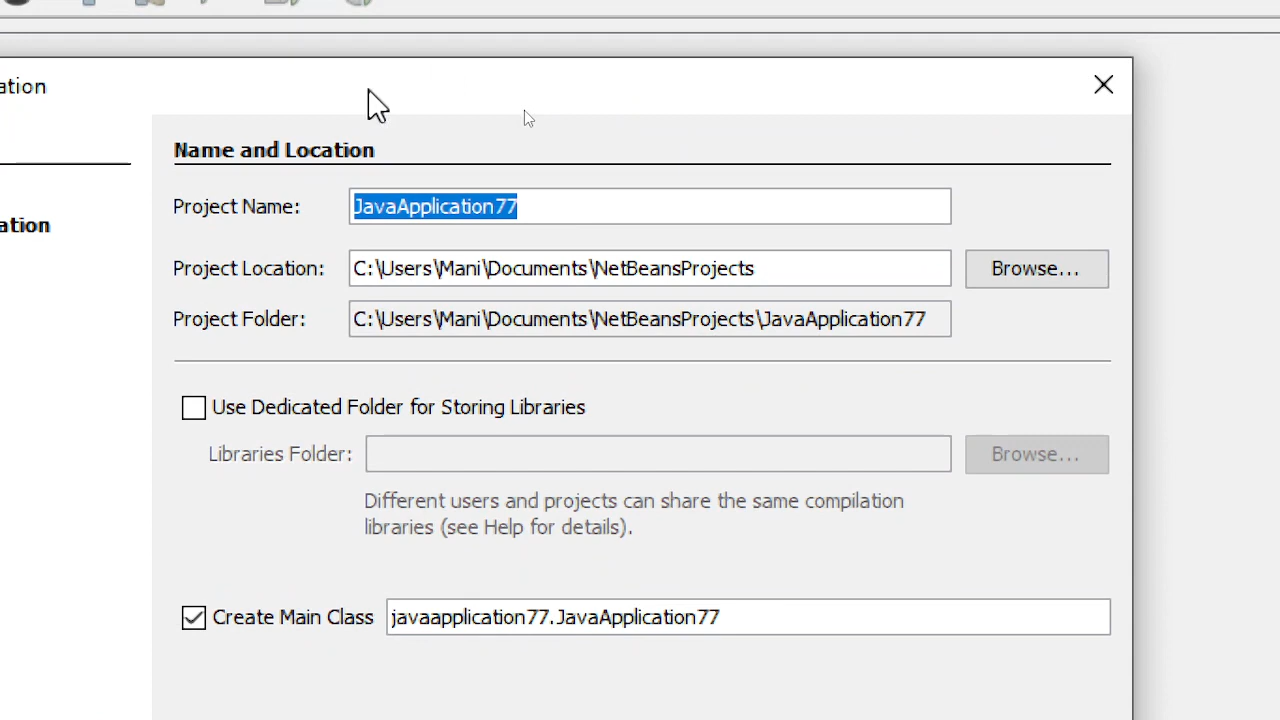 ation
Name and Location
Project Name: JavaApplication77
ation
Project Location: C:\Users\Mani\Documents\NetBeansProjects Browse...
Project Folder: C:\Users\Mani\Documents\NetBeansProjects\JavaApplication77
Use Dedicated Folder for Storing Libraries
Libraries Folder: Browse...
Different users and projects can share the same compilation
libraries (see Help for details).
Create Main Class javaapplication77.JavaApplication77